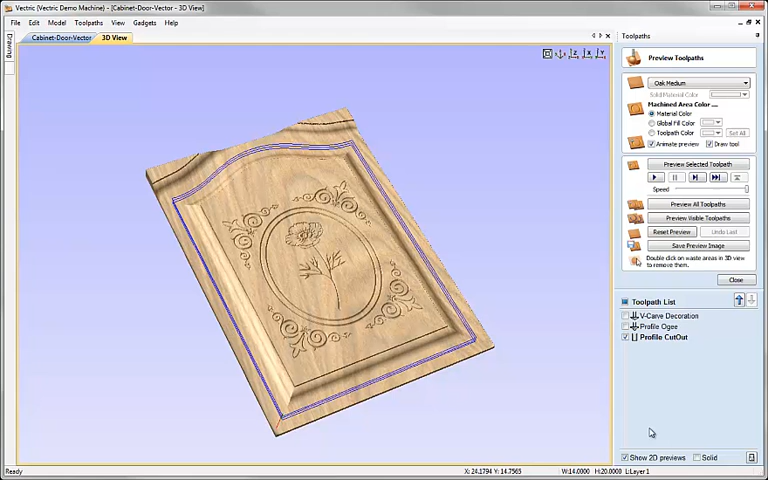 Vectric (Vectric Demo Machine) - [Cabinet-Door-Vector - 3D View]
File Edit Model Toolpaths View Gadgets Help
Toolpaths
Cabinet-Door-Vector 3D View
Drawing
Preview Toolpaths
Oak Medium
Solid Material Color
Machined Area Color ....
Material Color
Global Fill Color
Toolpath Color Set All
Animate preview Draw tool
Preview Selected Toolpath
Speed
Preview All Toolpaths
Preview Visible Toolpaths
Reset Preview Undo Last
Save Preview Image
Double click on waste areas in 3D view
to remove them.
Close
Toolpath List
V-Carve Decoration
Profile Ogee
Profile CutOut
Show 2D previews Solid
Ready X: 24.1794 Y: 14.7565 W:14.0000 H:20.0000 L:Layer 1